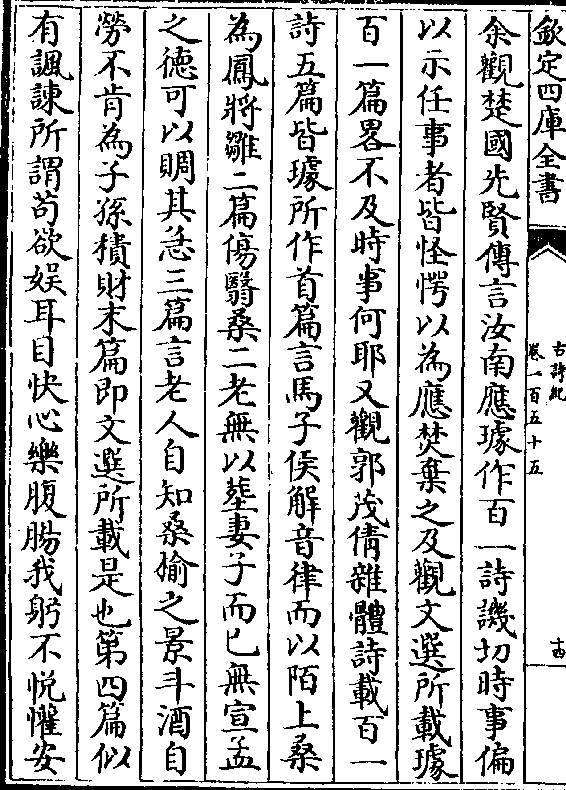 欽定四庫全書
古詩紀
卷一百五十五
十四
余觀楚國先賢傳言汝南應璩作百一詩譏切時事偏
以示任事者皆怪愕以為應焚棄之及觀文選所載璩
百一篇畧不及時事何耶又觀郭茂倩雜體詩載百一
詩五篇皆璩所作首篇言馬子侯解音律而以陌上桑
為鳳將雛二篇傷翳桑二老無以塟妻子而已無宣孟
之徳可以賙其急三篇言老人自知桑揄之景斗酒自
勞不肯為子孫積財末篇即文選所載是也第四篇似
有諷諫所謂苟欲娱耳目快心樂腹腸我躬不悦懽安